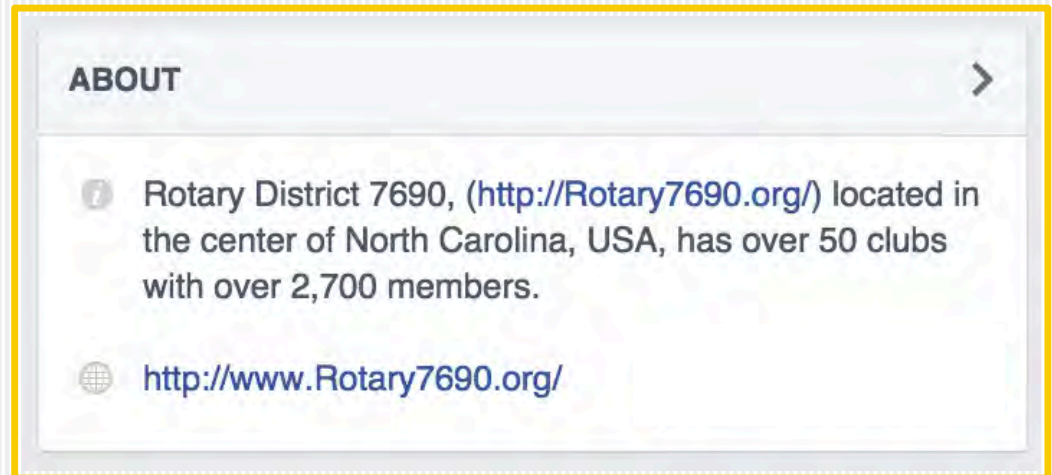 ABOUT
Rotary District 7690, (http://Rotary7690.org/) located in
the center of North Carolina, USA, has over 50 clubs
with over 2,700 members.
http://www.Rotary7690.org/